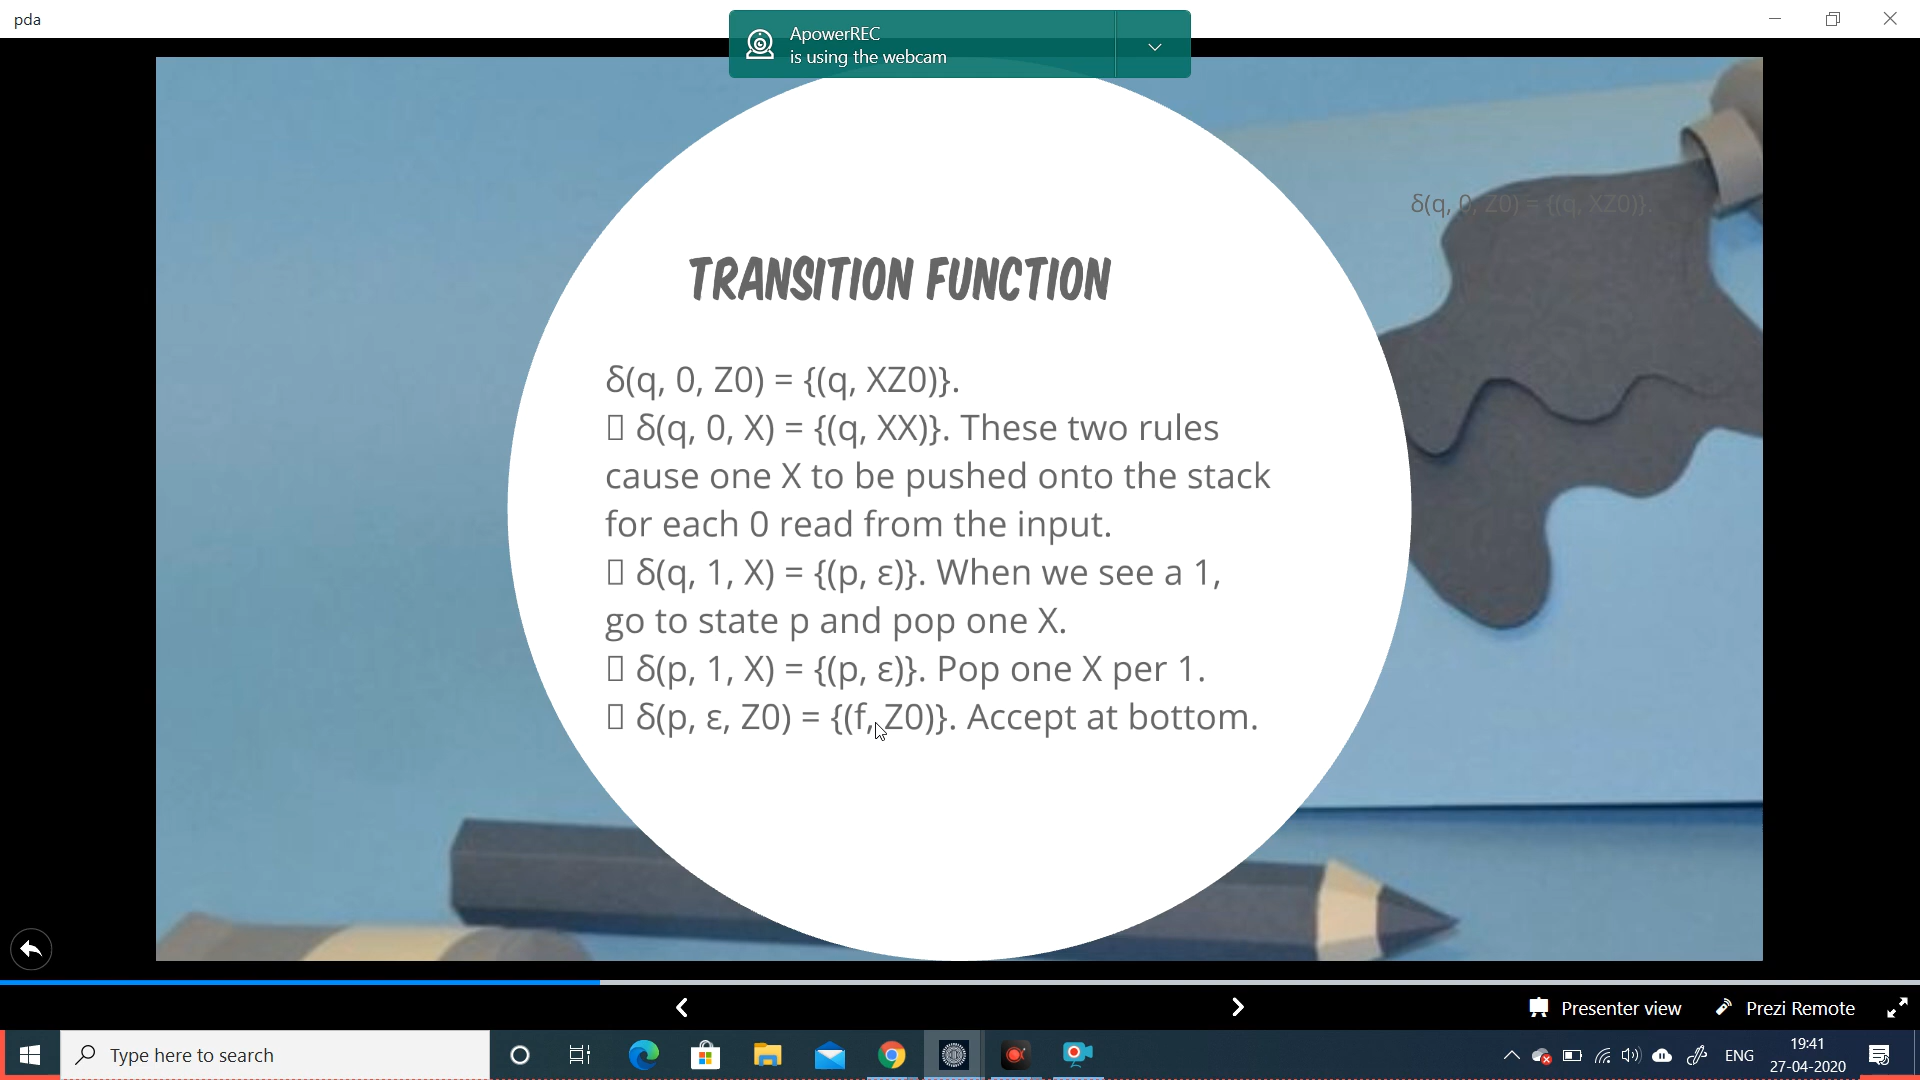 pda
ApowerREC
is using the webcam
δ(q, 0, Z0) = {(q, XZ0)}.
TRANSITION FUNCTION
δ(q, 0, Z0) = {(q, XZ0)}.
▯ δ(q, 0, X) = {(q, XX)}. These two rules
cause one X to be pushed onto the stack
for each 0 read from the input.
▯ δ(q, 1, X) = {(p, ε)}. When we see a 1,
go to state p and pop one X.
▯ δ(p, 1, X) = {(p, ε)}. Pop one X per 1.
▯ δ(p, ε, Z0) = {(f, Z0)}. Accept at bottom.
Presenter view
Prezi Remote
Type here to search
ENG
19:41
27-04-2020